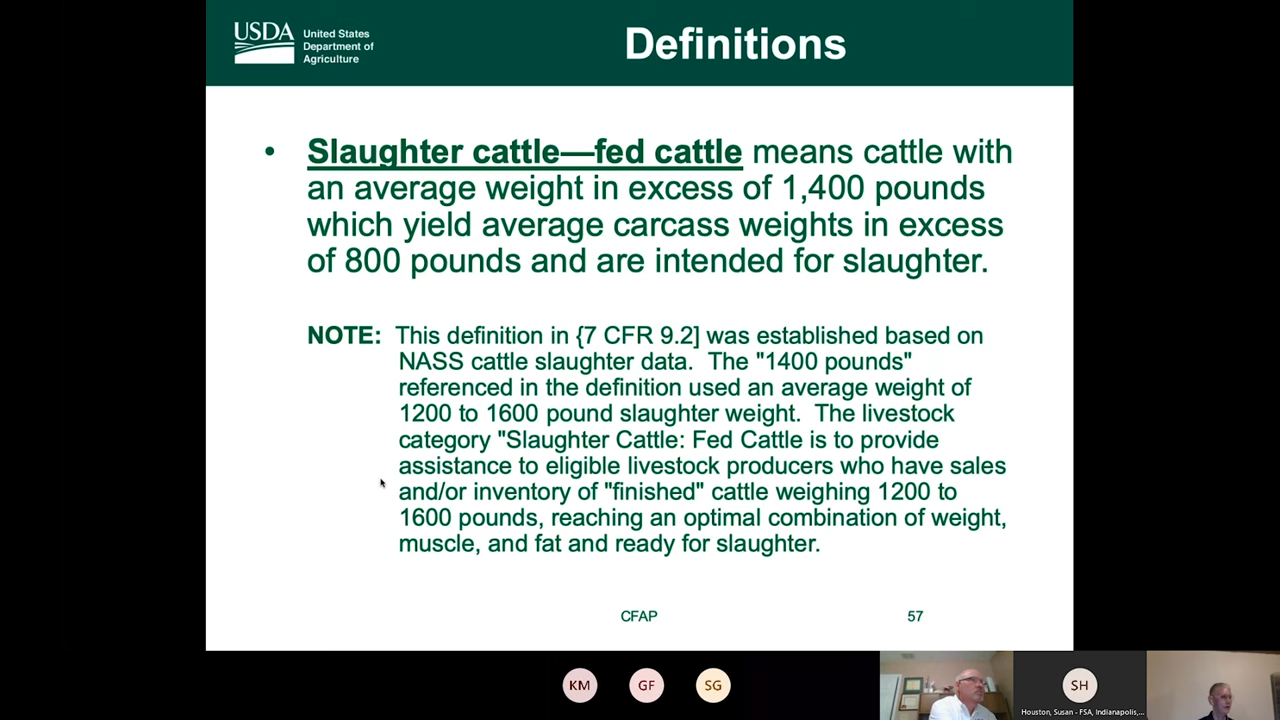 USDA
United States
Department of
Agriculture
Definitions
• Slaughter cattle—fed cattle means cattle with
an average weight in excess of 1,400 pounds
which yield average carcass weights in excess
of 800 pounds and are intended for slaughter.
NOTE: This definition in {7 CFR 9.2] was established based on
NASS cattle slaughter data. The "1400 pounds"
referenced in the definition used an average weight of
1200 to 1600 pound slaughter weight. The livestock
category "Slaughter Cattle: Fed Cattle is to provide
assistance to eligible livestock producers who have sales
and/or inventory of "finished" cattle weighing 1200 to
1600 pounds, reaching an optimal combination of weight,
muscle, and fat and ready for slaughter.
CFAP
57
KM
GF
SG
SH
Houston, Susan - FSA, Indianapolis,...